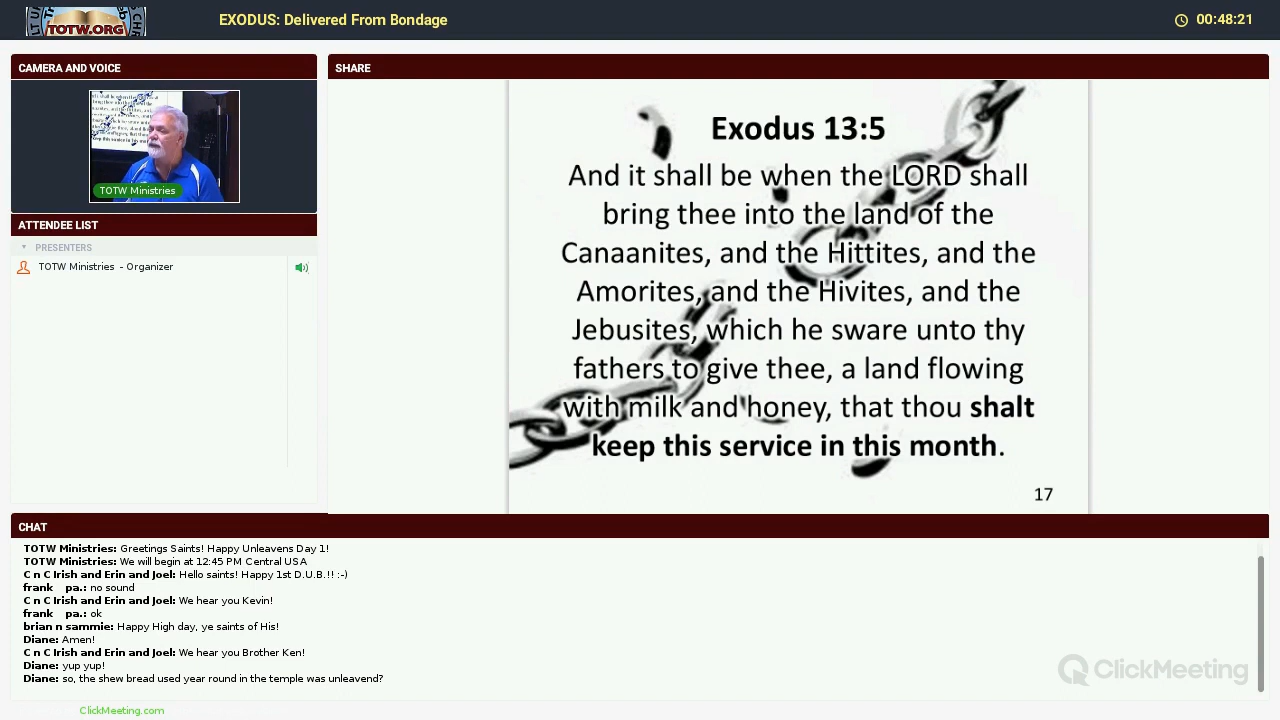 TOTW.ORG
EXODUS: Delivered From Bondage
00:48:21
CAMERA AND VOICE
TOTW Ministries
ATTENDEE LIST
PRESENTERS
TOTW Ministries - Organizer
SHARE
Exodus 13:5
And it shall be when the LORD shall
bring thee into the land of the
Canaanites, and the Hittites, and the
Amorites, and the Hivites, and the
Jebusites, which he sware unto thy
fathers to give thee, a land flowing
with milk and honey, that thou shalt
keep this service in this month.
17
CHAT
TOTW Ministries: Greetings Saints! Happy Unleavens Day 1!
TOTW Ministries: We will begin at 12:45 PM Central USA
C n C Irish and Erin and Joel: Hello saints! Happy 1st D.U.B.!! :-)
frank pa.: no sound
C n C Irish and Erin and Joel: We hear you Kevin!
frank pa.: ok
brian n sammie: Happy High day, ye saints of His!
Diane: Amen!
C n C Irish and Erin and Joel: We hear you Brother Ken!
Diane: yup yup!
Diane: so, the shew bread used year round in the temple was unleavend?
ClickMeeting
ClickMeeting.com